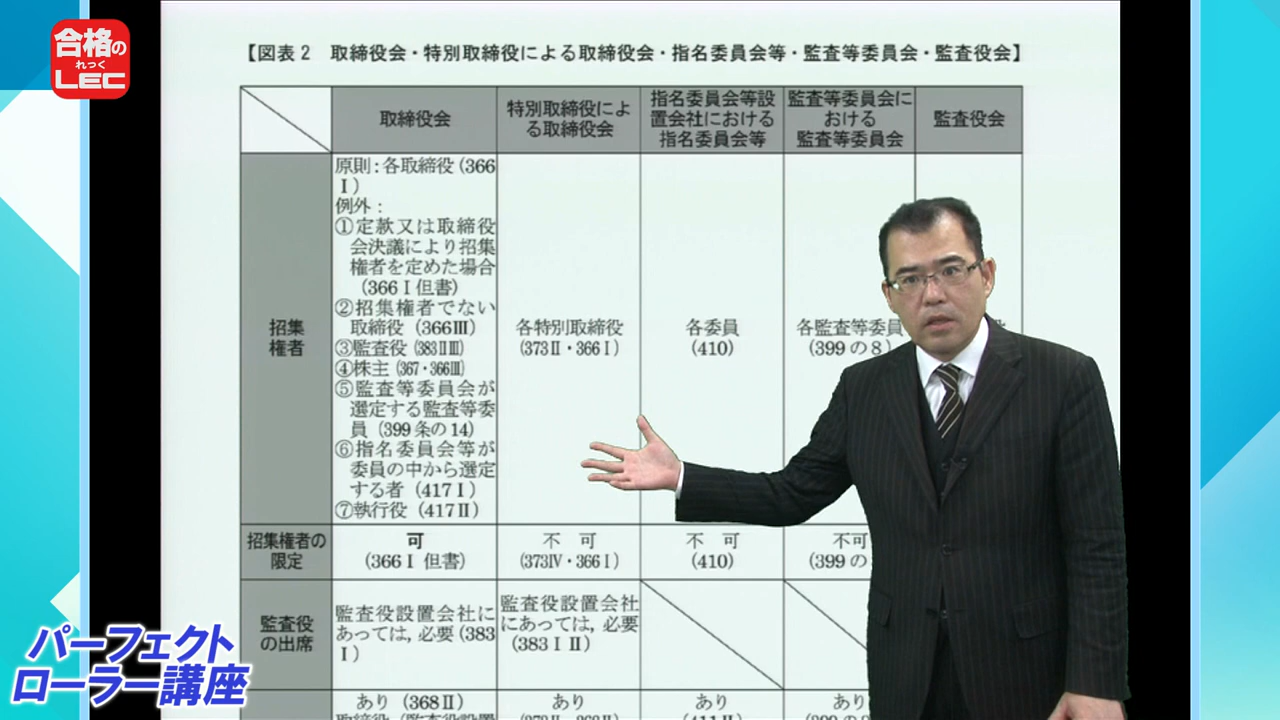 合格の
れっく
LEC
【図表2 取締役会・特別取締役による取締役会・指名委員会等・監査等委員会・監査役会】
取締役会
特別取締役によ
る取締役会
指名委員会等設
置会社における
指名委員会等
監査等委員会に
おける
監査等委員会
監査役会
招集
権者
原則:各取締役(366
Ⅰ)
例外:
①定款又は取締役
会決議により招集
権者を定めた場合
(366Ⅰ但書)
②招集権者でない
取締役(366Ⅲ)
③監査役(383ⅡⅢ)
④株主(367・366Ⅲ)
⑤監査等委員会が
選定する監査等委
員(399条の14)
⑥指名委員会等が
委員の中から選定
する者(417Ⅰ)
⑦執行役(417Ⅱ)
各特別取締役
(373Ⅱ・366Ⅰ)
各委員
(410)
各監査等委員
(399の8)
招集権者の
限定
可
(366Ⅰ但書)
不可
(373Ⅳ・366Ⅰ)
不可
(410)
不可
(399の
監査役
の出席
監査役設置会社に
あっては,必要(383
Ⅰ)
監査役設置会社
にあっては,必要
(383ⅠⅡ)
あり(368Ⅱ)
あり
あり
あり
パーフェクト
ローラー講座